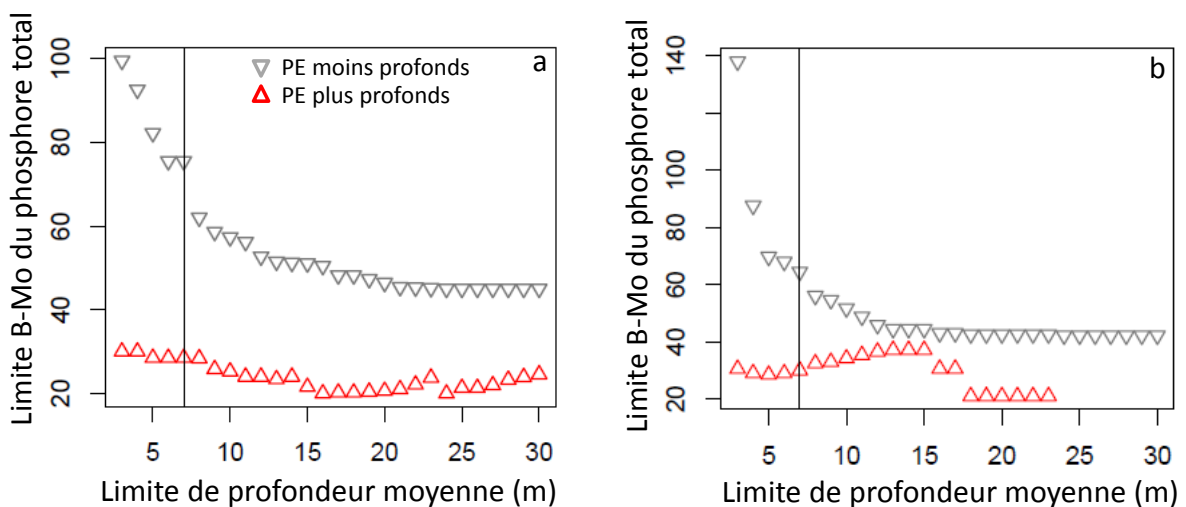 Limite B-Mo du phosphore total
100
80
60
40
20
PE moins profonds
PE plus profonds
a
5 10 15 20 25 30
Limite de profondeur moyenne (m)
Limite B-Mo du phosphore total
140
100
80
60
40
20
b
5 10 15 20 25 30
Limite de profondeur moyenne (m)